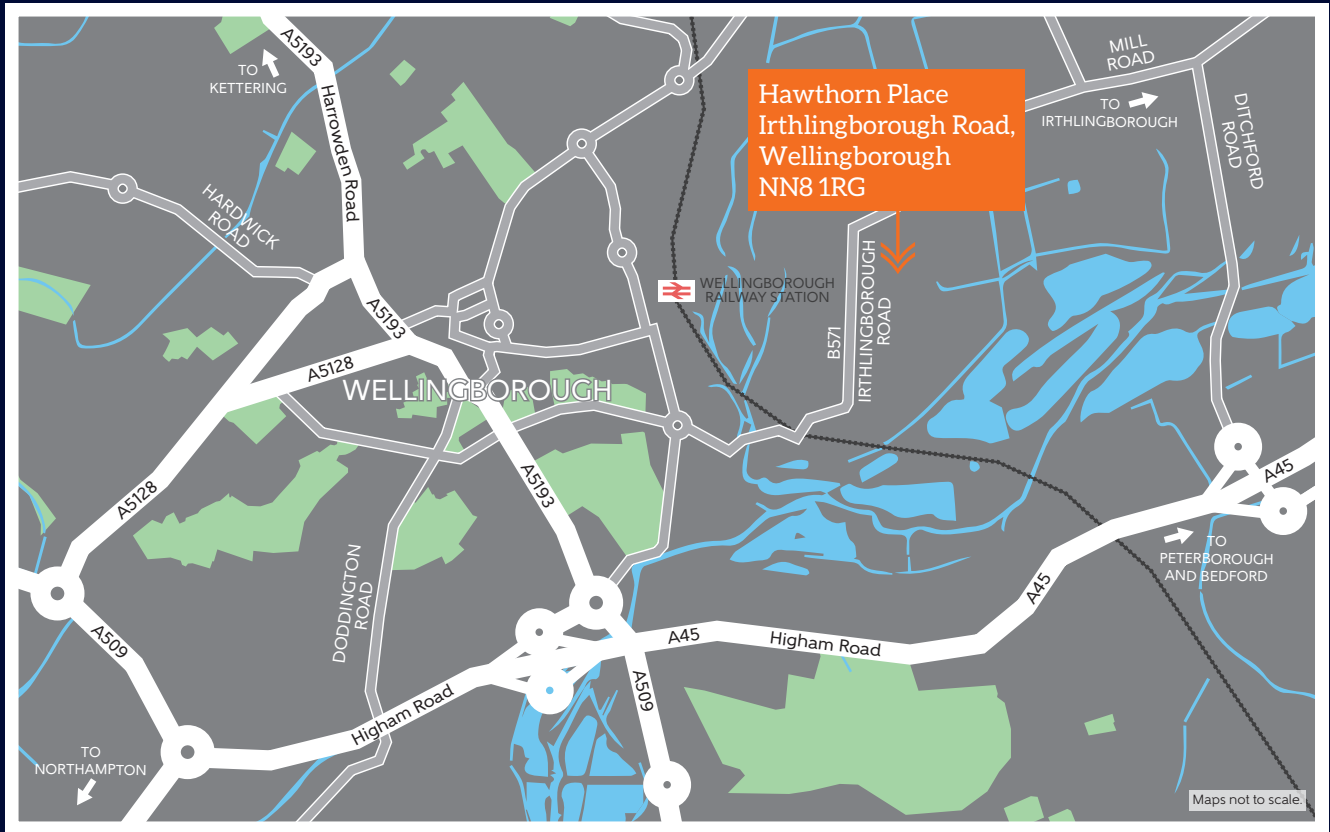 A5193
TO
KETTERING
Harrowden Road
HARDWICK
ROAD
Hawthorn Place
Irthlingborough Road,
Wellingborough
NN8 1RG
MILL
ROAD
TO
IRTHLINGBOROUGH
DITCHFORD
ROAD
WELLINGBOROUGH
RAILWAY STATION
B571
IRTHLINGBOROUGH
ROAD
A5193
A5128
WELLINGBOROUGH
A5128
A5193
A45
TO
PETERBOROUGH
AND BEDFORD
A45
DODDINGTON
ROAD
A509
A45
Higham Road
A509
Higham Road
TO
NORTHAMPTON
Maps not to scale.